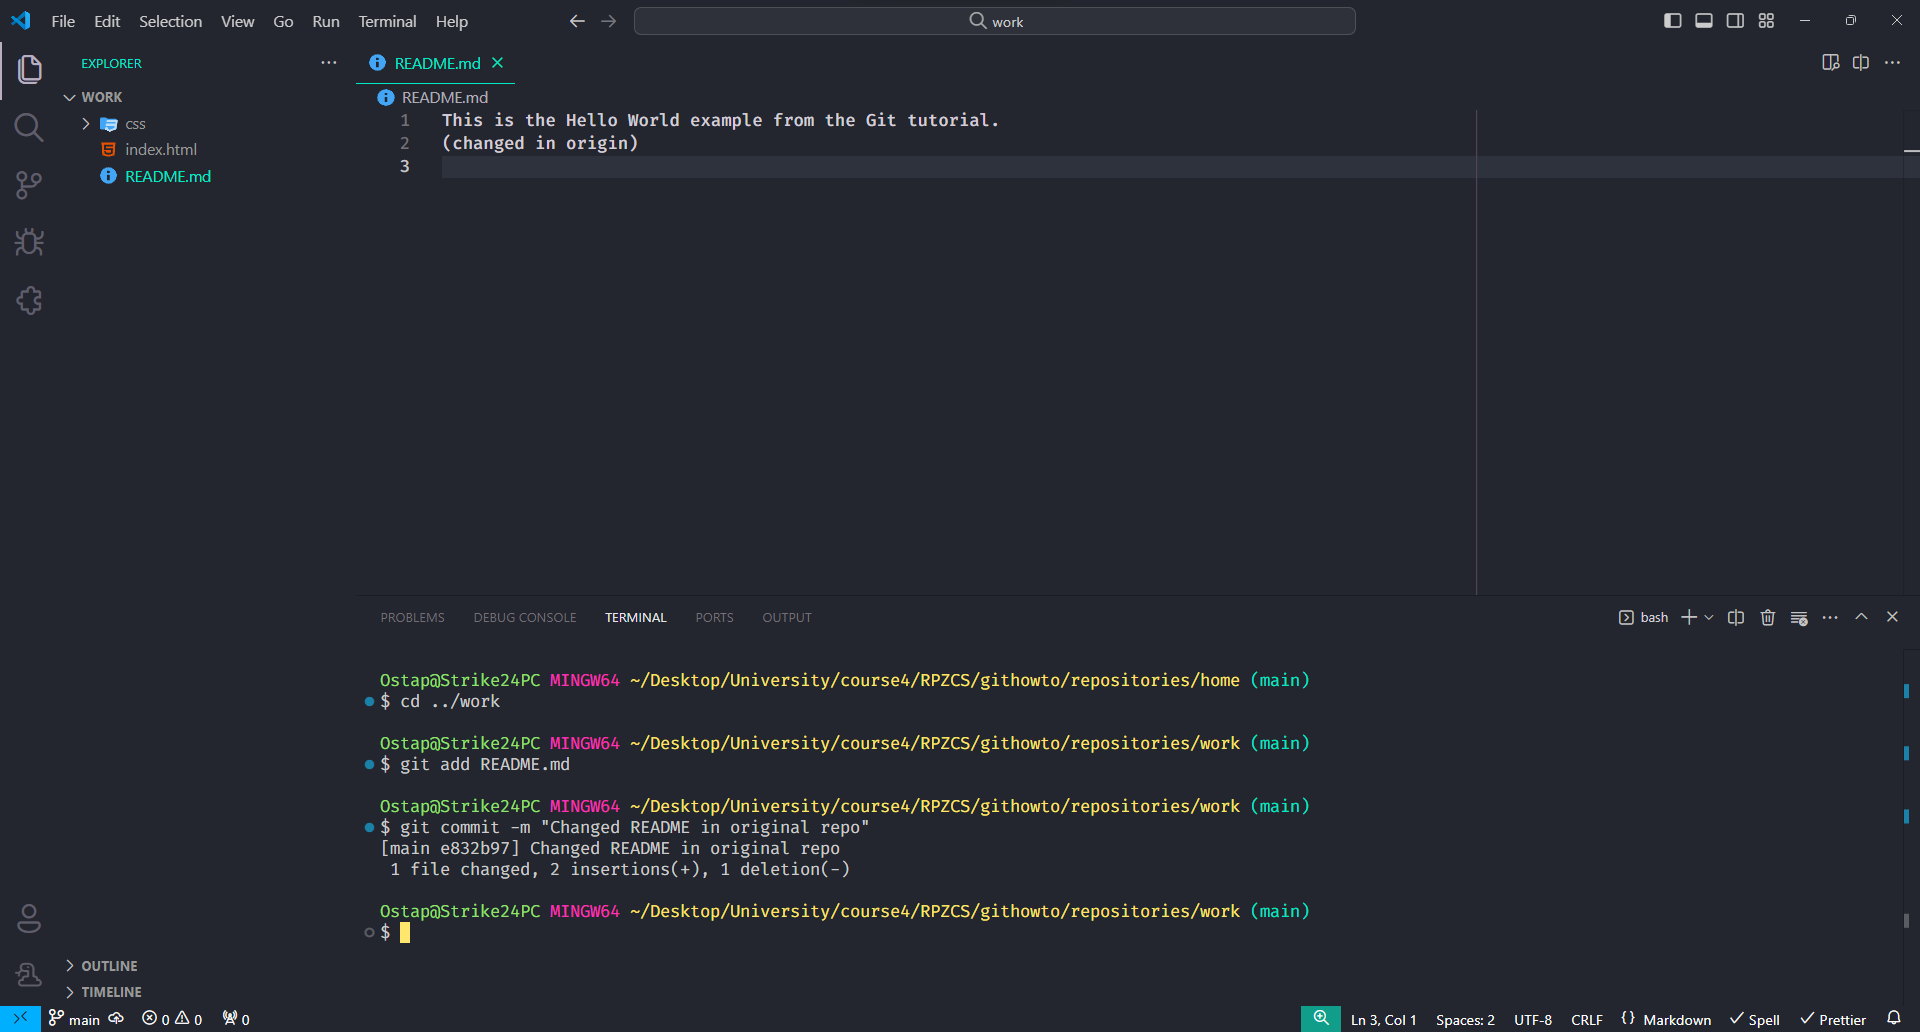 File Edit Selection View Go Run Terminal Help
work
EXPLORER
README.md
WORK
css
index.html
README.md
README.md
1 This is the Hello World example from the Git tutorial.
2 (changed in origin)
3
PROBLEMS DEBUG CONSOLE TERMINAL PORTS OUTPUT
bash
Ostap@Strike24PC MINGW64 ~/Desktop/University/course4/RPZCS/githowto/repositories/home (main)
$ cd ../work
Ostap@Strike24PC MINGW64 ~/Desktop/University/course4/RPZCS/githowto/repositories/work (main)
$ git add README.md
Ostap@Strike24PC MINGW64 ~/Desktop/University/course4/RPZCS/githowto/repositories/work (main)
$ git commit -m "Changed README in original repo"
[main e832b97] Changed README in original repo
1 file changed, 2 insertions(+), 1 deletion(-)
Ostap@Strike24PC MINGW64 ~/Desktop/University/course4/RPZCS/githowto/repositories/work (main)
$
OUTLINE
TIMELINE
main 0 0 0 Ln 3, Col 1 Spaces: 2 UTF-8 CRLF {} Markdown Spell Prettier